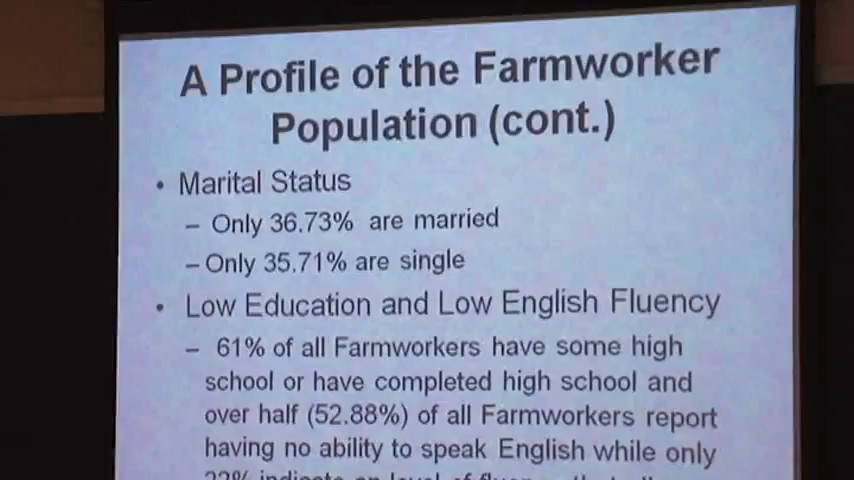 A Profile of the Farmworker
Population (cont.)
• Marital Status
– Only 36.73% are married
– Only 35.71% are single
• Low Education and Low English Fluency
– 61% of all Farmworkers have some high
school or have completed high school and
over half (52.88%) of all Farmworkers report
having no ability to speak English while only